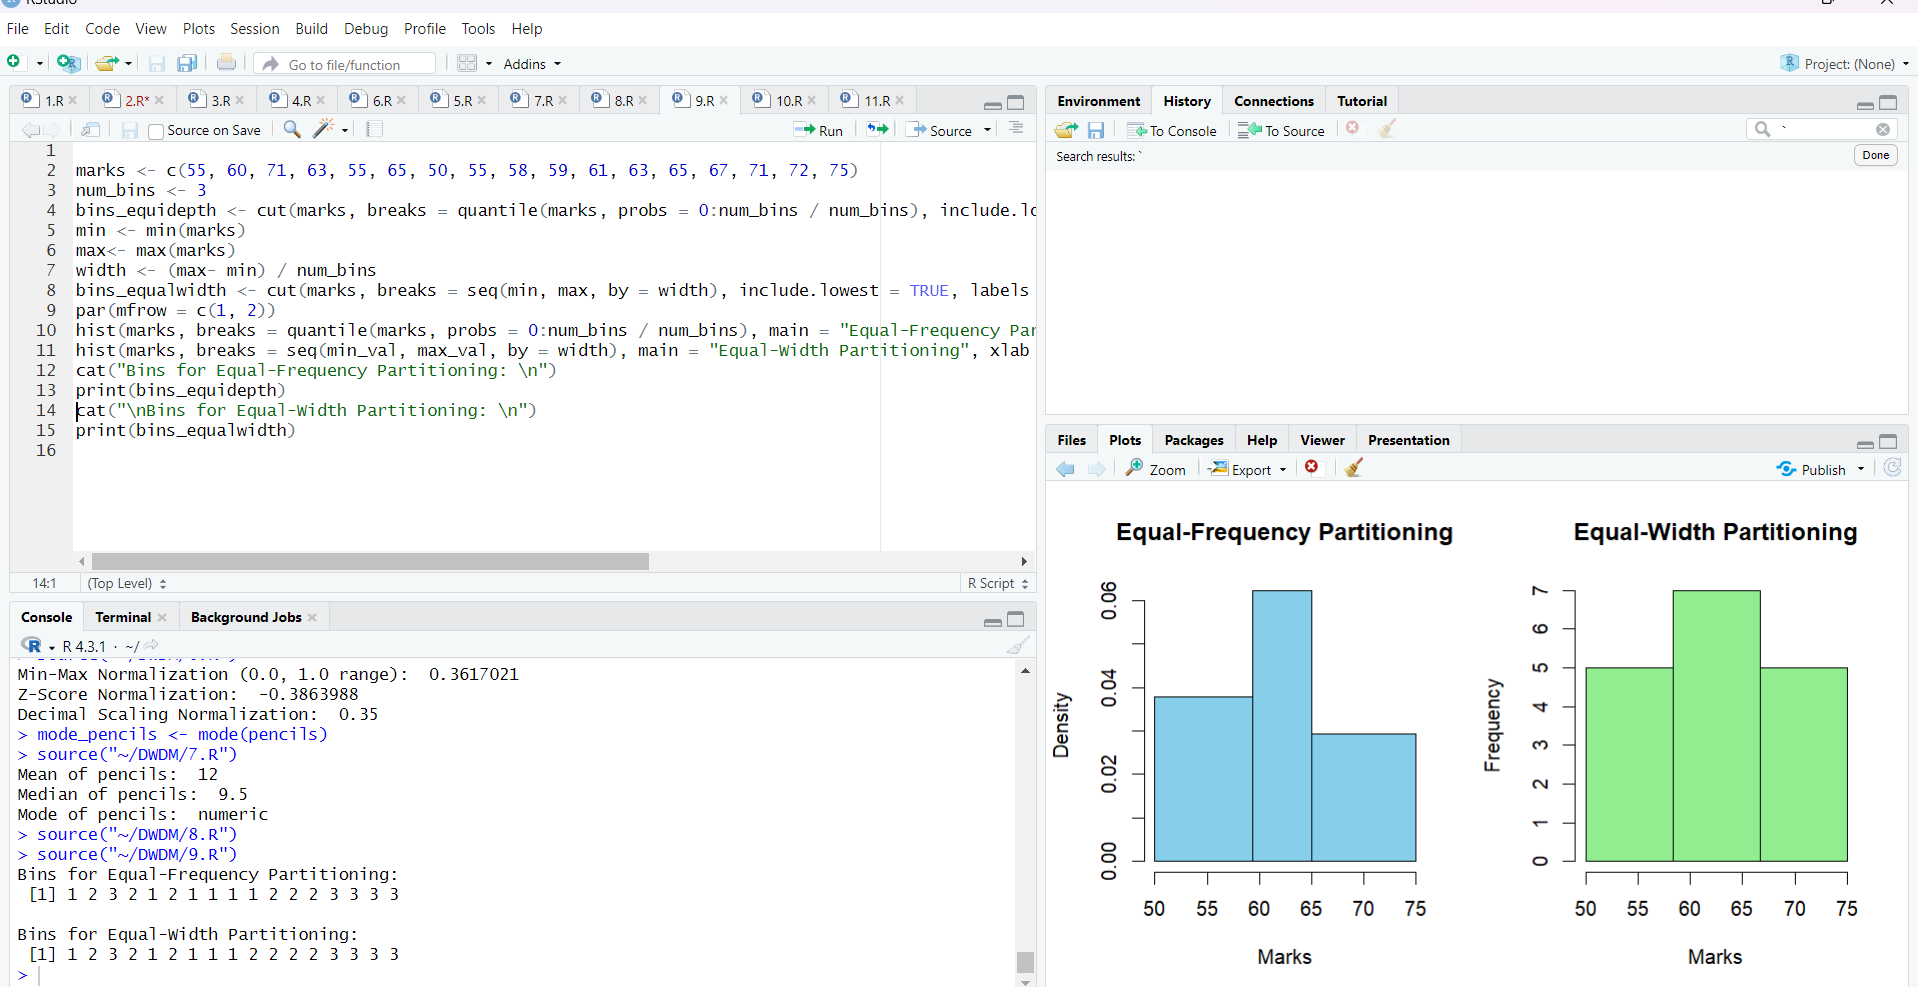 RStudio
File Edit Code View Plots Session Build Debug Profile Tools Help
Go to file/function Addins Project: (None)
1.R 2.R* 3.R 4.R 6.R 5.R 7.R 8.R 9.R 10.R 11.R
Source on Save Run Source
1
2 marks <- c(55, 60, 71, 63, 55, 65, 50, 55, 58, 59, 61, 63, 65, 67, 71, 72, 75)
3 num_bins <- 3
4 bins_equidepth <- cut(marks, breaks = quantile(marks, probs = 0:num_bins / num_bins), include.lo
5 min <- min(marks)
6 max<- max(marks)
7 width <- (max- min) / num_bins
8 bins_equalwidth <- cut(marks, breaks = seq(min, max, by = width), include.lowest = TRUE, labels
9 par(mfrow = c(1, 2))
10 hist(marks, breaks = quantile(marks, probs = 0:num_bins / num_bins), main = "Equal-Frequency Par
11 hist(marks, breaks = seq(min_val, max_val, by = width), main = "Equal-Width Partitioning", xlab
12 cat("Bins for Equal-Frequency Partitioning: \n")
13 print(bins_equidepth)
14 cat("\nBins for Equal-Width Partitioning: \n")
15 print(bins_equalwidth)
16
14:1 (Top Level) R Script
Console Terminal Background Jobs
R 4.3.1 · ~/
Min-Max Normalization (0.0, 1.0 range): 0.3617021
Z-Score Normalization: -0.3863988
Decimal Scaling Normalization: 0.35
> mode_pencils <- mode(pencils)
> source("~/DWDM/7.R")
Mean of pencils: 12
Median of pencils: 9.5
Mode of pencils: numeric
> source("~/DWDM/8.R")
> source("~/DWDM/9.R")
Bins for Equal-Frequency Partitioning:
[1] 1 2 3 2 1 2 1 1 1 1 2 2 2 3 3 3 3
Bins for Equal-Width Partitioning:
[1] 1 2 3 2 1 2 1 1 1 2 2 2 2 3 3 3 3
>
Environment History Connections Tutorial
To Console To Source `
Search results: ` Done
Files Plots Packages Help Viewer Presentation
Zoom Export Publish
Equal-Frequency Partitioning
Density
0.00 0.02 0.04 0.06
50 55 60 65 70 75
Marks
Equal-Width Partitioning
Frequency
0 1 2 3 4 5 6 7
50 55 60 65 70 75
Marks